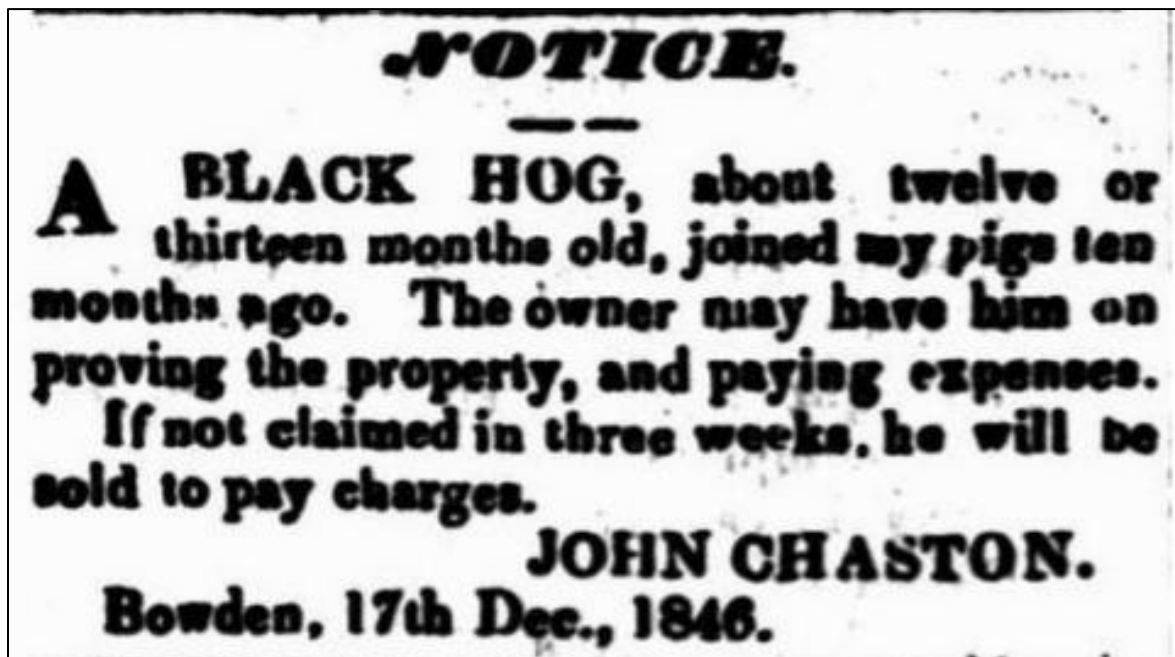 NOTICE.
A BLACK HOG, about twelve or
thirteen months old, joined my pigs ten
months ago. The owner may have him on
proving the property, and paying expenses.
If not claimed in three weeks, he will be
sold to pay charges.
JOHN CHASTON.
Bowden, 17th Dec., 1846.